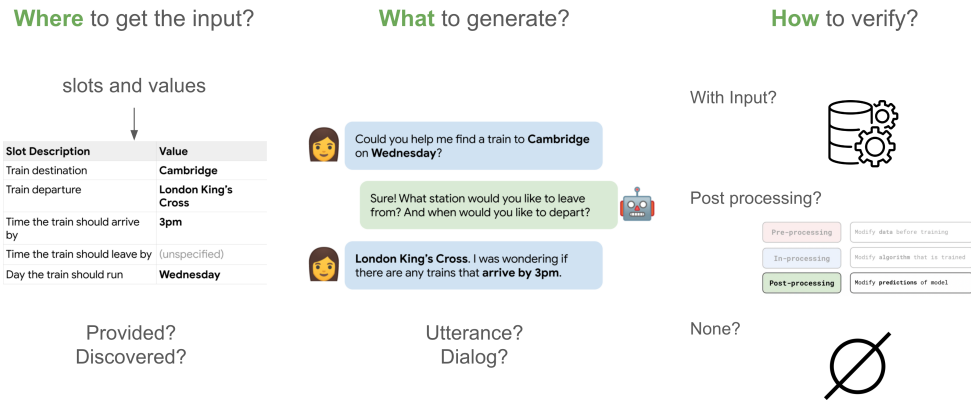 Where to get the input?
slots and values
Slot Description Value
Train destination Cambridge
Train departure London King's
Cross
Time the train should arrive 3pm
by
Time the train should leave by (unspecified)
Day the train should run Wednesday
Provided?
Discovered?
What to generate?
Could you help me find a train to Cambridge
on Wednesday?
Sure! What station would you like to leave
from? And when would you like to depart?
London King's Cross. I was wondering if
there are any trains that arrive by 3pm.
Utterance?
Dialog?
How to verify?
With Input?
Post processing?
Pre-processing Modify data before training
In-processing Modify algorithm that is trained
Post-processing Modify predictions of model
None?